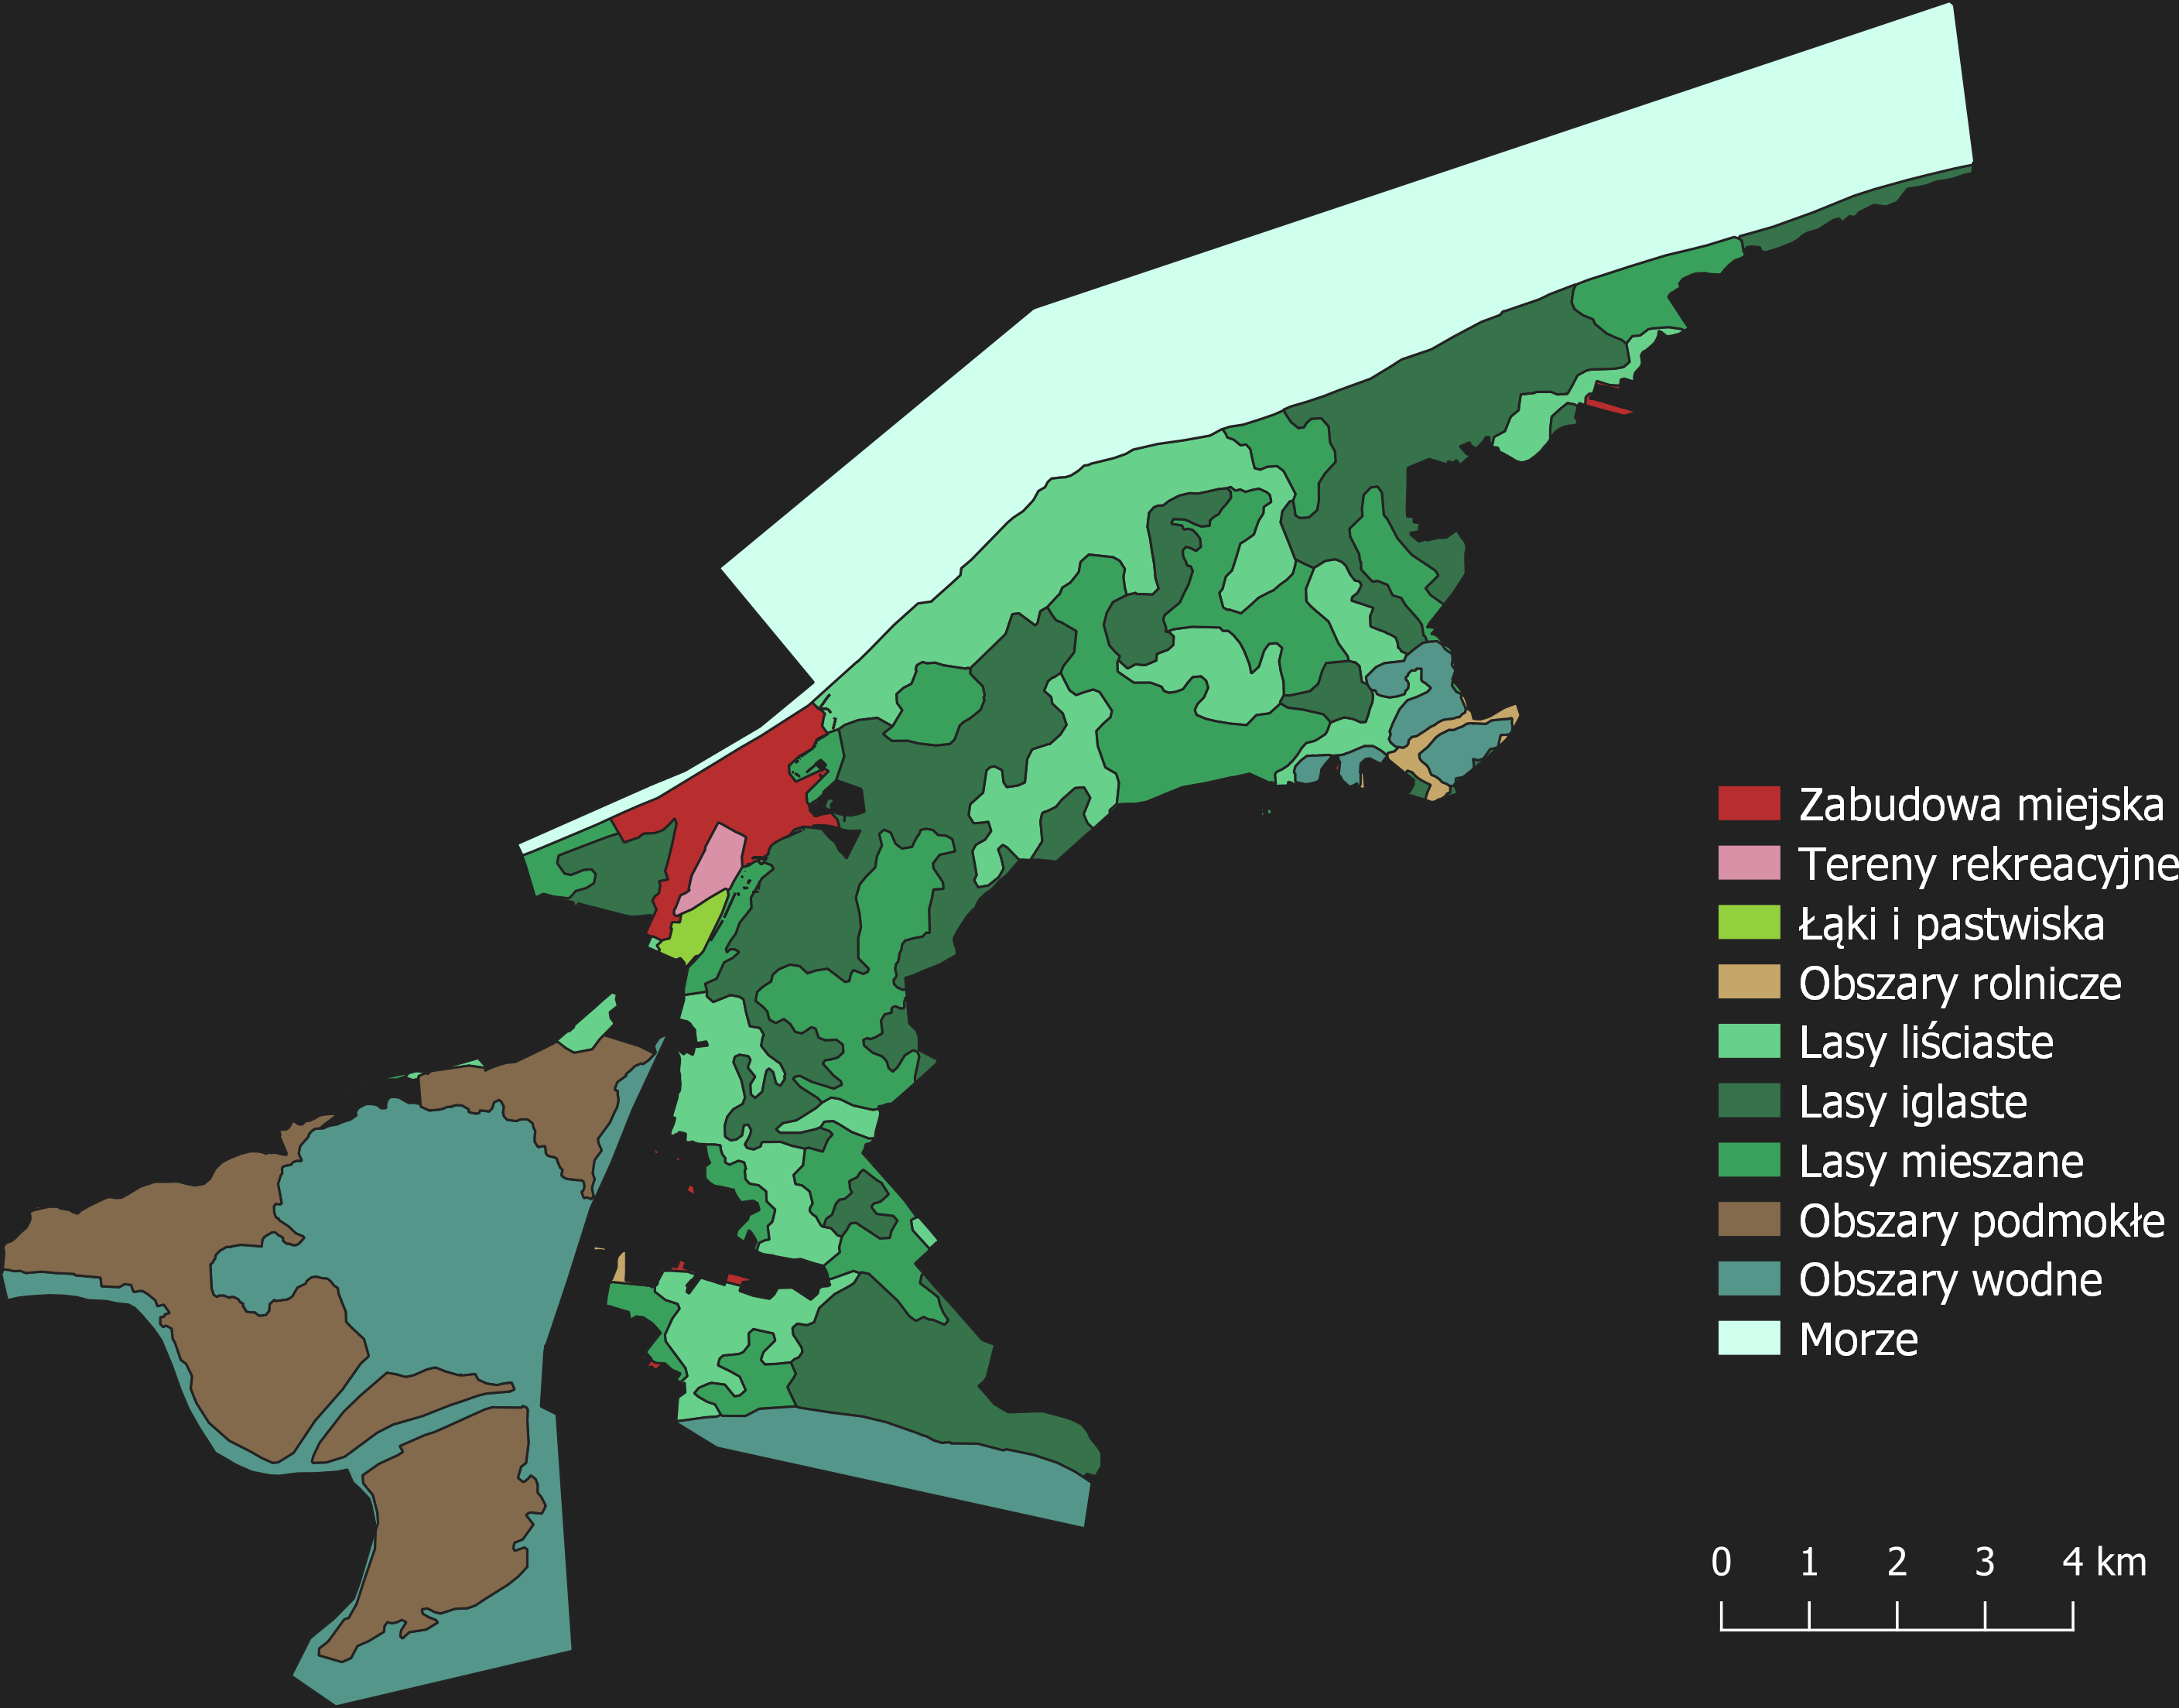 Zabudowa miejska
Tereny rekreacyjne
Łąki i pastwiska
Obszary rolnicze
Lasy liściaste
Lasy iglaste
Lasy mieszane
Obszary podmokłe
Obszary wodne
Morze
0 1 2 3 4 km